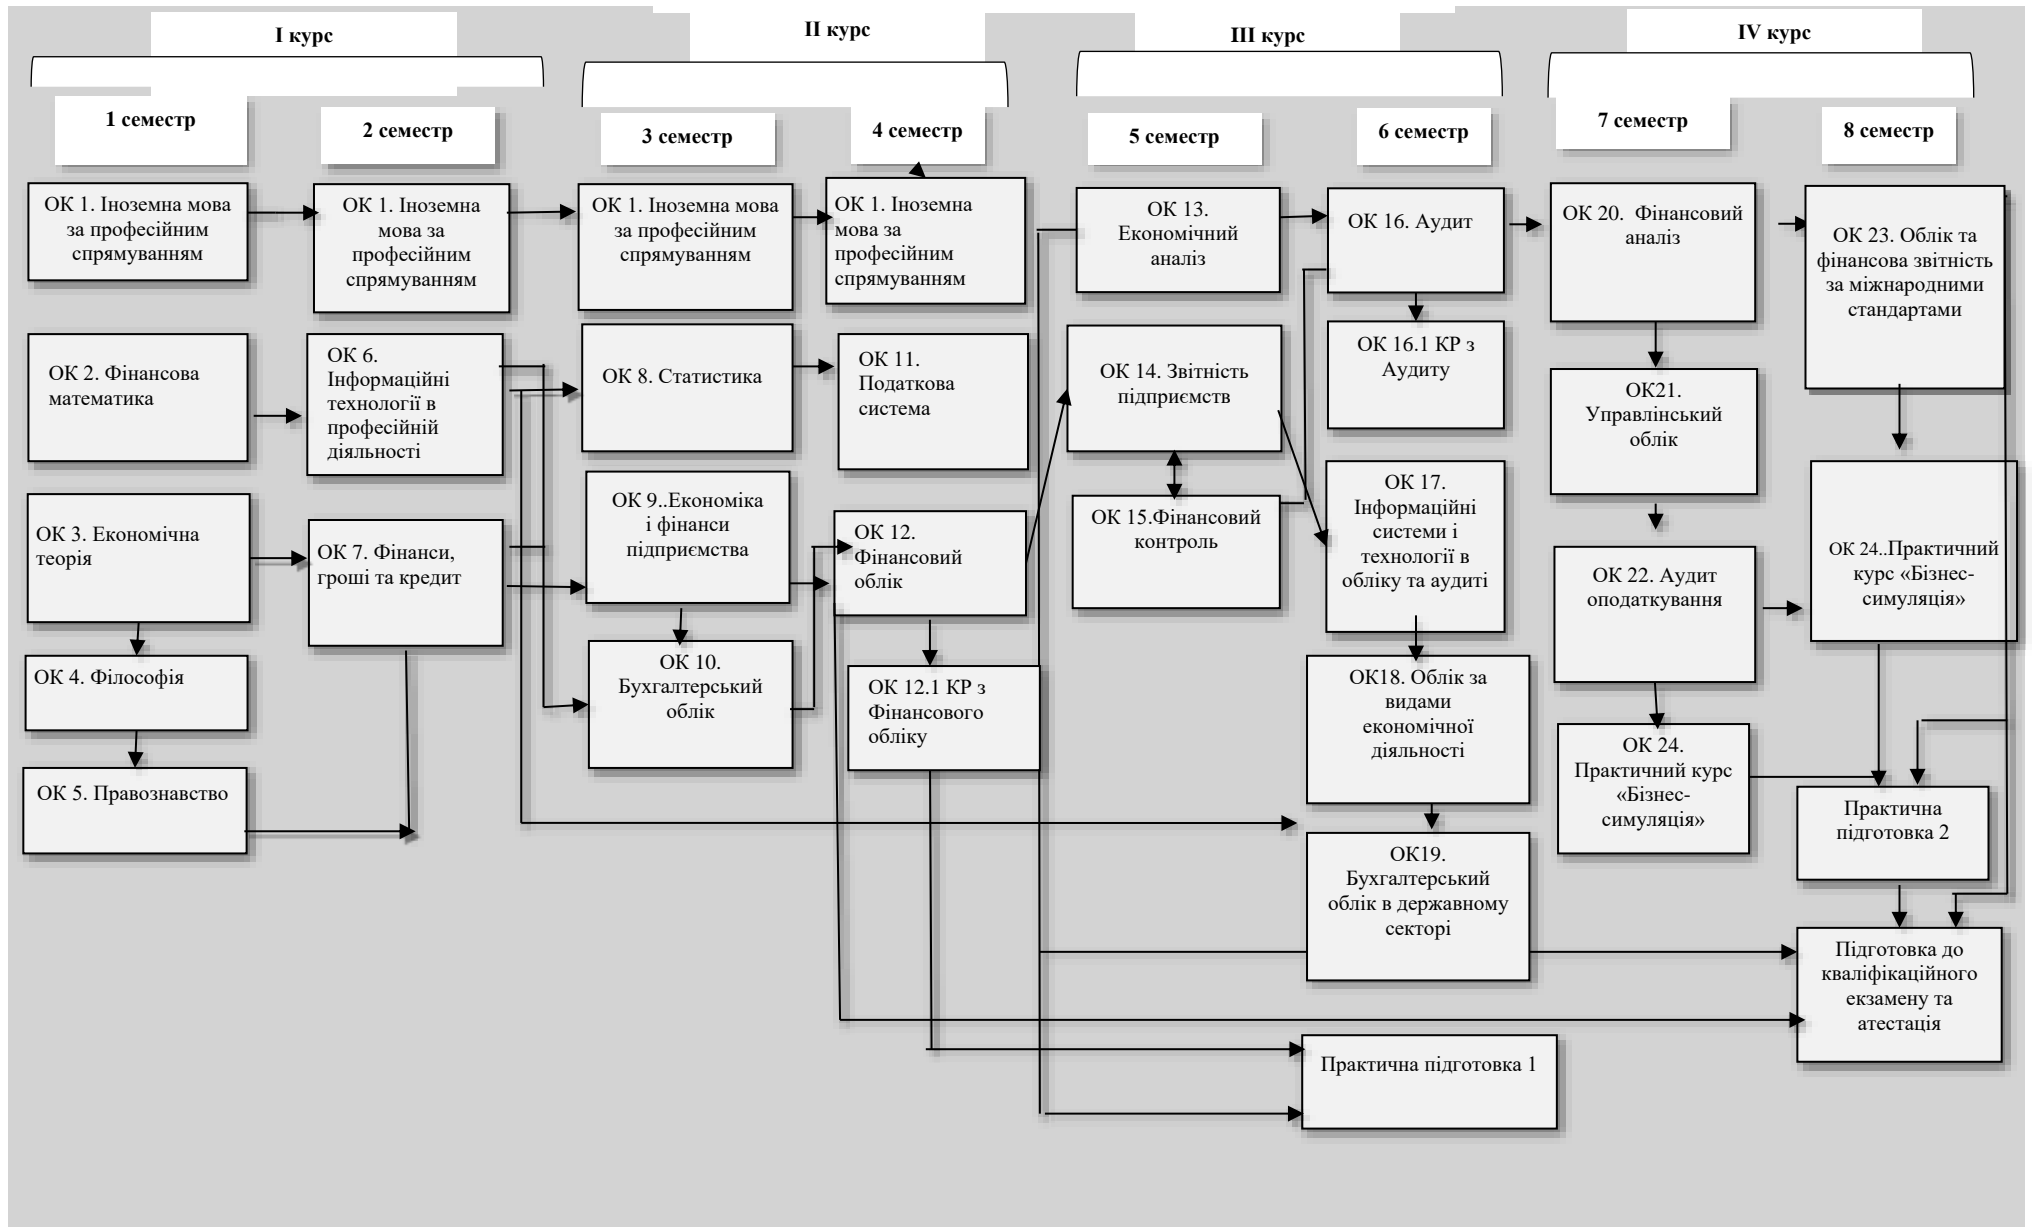 І курс
ІІ курс
ІІІ курс
IV курс
1 семестр
2 семестр
3 семестр
4 семестр
5 семестр
6 семестр
7 семестр
8 семестр
ОК 1. Іноземна мова
за професійним
спрямуванням
ОК 2. Фінансова
математика
ОК 3. Економічна
теорія
ОК 4. Філософія
ОК 5. Правознавство
ОК 1. Іноземна
мова за
професійним
спрямуванням
ОК 6.
Інформаційні
технології в
професійній
діяльності
ОК 7. Фінанси,
гроші та кредит
ОК 1. Іноземна мова
за професійним
спрямуванням
ОК 8. Статистика
ОК 9..Економіка
і фінанси
підприємства
ОК 10.
Бухгалтерський
облік
ОК 1. Іноземна
мова за
професійним
спрямуванням
ОК 11.
Податкова
система
ОК 12.
Фінансовий
облік
ОК 12.1 КР з
Фінансового
обліку
ОК 13.
Економічний
аналіз
ОК 14. Звітність
підприємств
ОК 15.Фінансовий
контроль
ОК 16. Аудит
ОК 16.1 КР з
Аудиту
ОК 17.
Інформаційні
системи і
технології в
обліку та аудиті
ОК18. Облік за
видами
економічної
діяльності
ОК19.
Бухгалтерський
облік в державному
секторі
Практична підготовка 1
ОК 20. Фінансовий
аналіз
ОК21.
Управлінський
облік
ОК 22. Аудит
оподаткування
ОК 24.
Практичний курс
«Бізнес-
симуляція»
ОК 23. Облік та
фінансова звітність
за міжнародними
стандартами
ОК 24..Практичний
курс «Бізнес-
симуляція»
Практична
підготовка 2
Підготовка до
кваліфікаційного
екзамену та
атестація